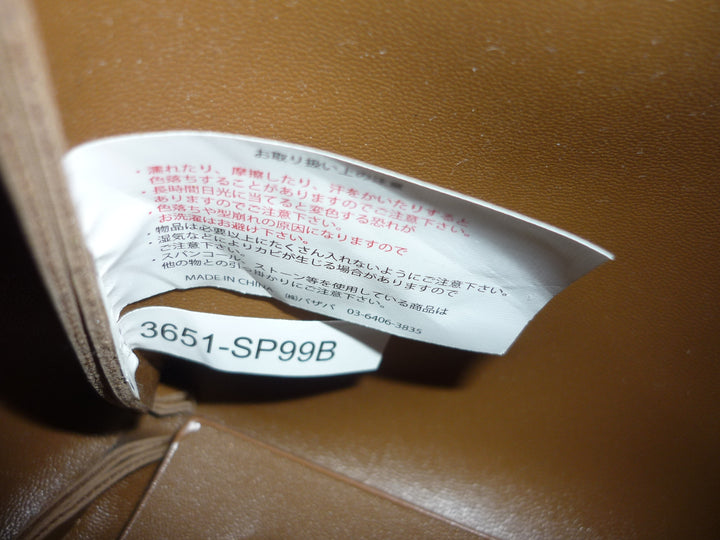 お取り扱い上の注意
・濡れたり、摩擦したり、汗をかいたりすると
色落ちすることがありますのでご注意下さい。
・長時間日光に当てると変色する恐れが
ありますのでご注意下さい。
・色落ちや型崩れの原因になりますので
お洗濯はお避け下さい。
・物品は必要以上にたくさん入れないようにご注意下さい。
・湿気などによりカビが生じる場合がありますので
ご注意下さい。
・スパンコール、ストーン等を使用している商品は
他の物との引っ掛かりにご注意下さい。
MADE IN CHINA ㈱バザバ 03-6406-3835
3651-SP99B